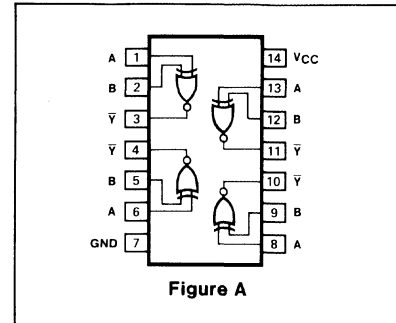 A 1 14 VCC
B 2 13 A
Y̅ 3 12 B
Y̅ 4 11 Y̅
B 5 10 Y̅
A 6 9 B
GND 7 8 A
Figure A